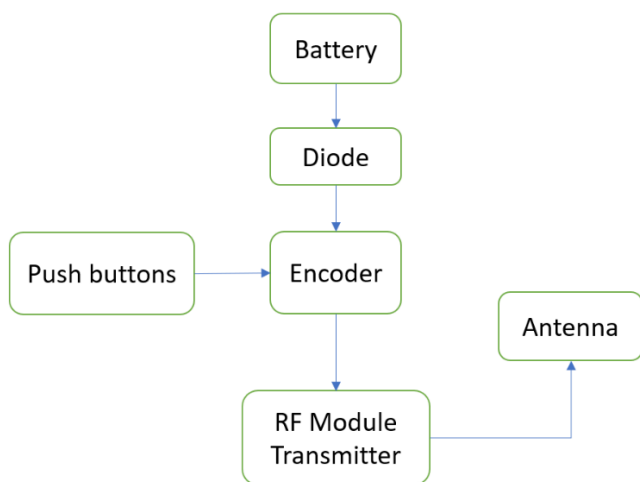 Battery
Diode
Push buttons
Encoder
Antenna
RF Module
Transmitter